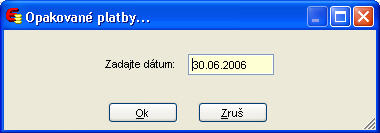 Opakované platby...
Zadajte dátum: 30.06.2006
Ok Zruš